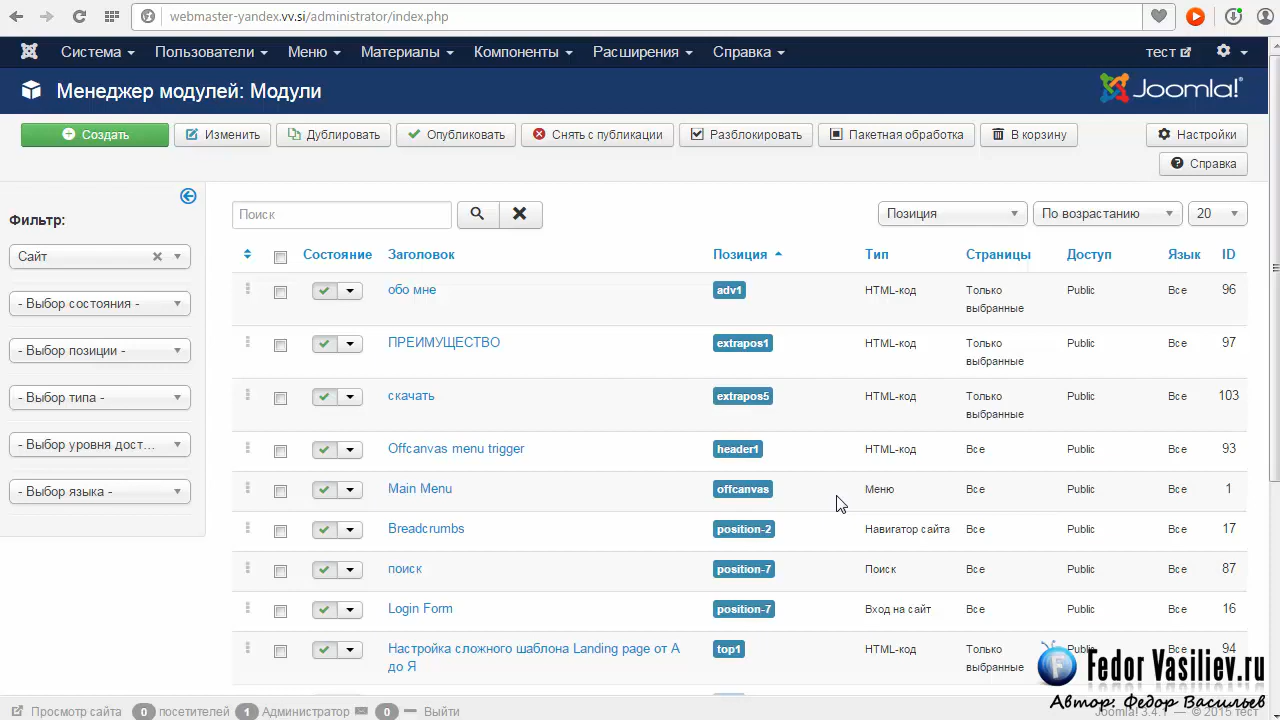 webmaster-yandex.vv.si/administrator/index.php
Система Пользователи Меню Материалы Компоненты Расширения Справка тест
Менеджер модулей: Модули Joomla!
Создать Изменить Дублировать Опубликовать Снять с публикации Разблокировать Пакетная обработка В корзину Настройки
Справка
Фильтр:
Сайт
- Выбор состояния -
- Выбор позиции -
- Выбор типа -
- Выбор уровня дост...
- Выбор языка -
Поиск Позиция По возрастанию 20
Состояние Заголовок Позиция Тип Страницы Доступ Язык ID
обо мне adv1 HTML-код Только выбранные Public Все 96
ПРЕИМУЩЕСТВО extrapos1 HTML-код Только выбранные Public Все 97
скачать extrapos5 HTML-код Только выбранные Public Все 103
Offcanvas menu trigger header1 HTML-код Все Public Все 93
Main Menu offcanvas Меню Все Public Все 1
Breadcrumbs position-2 Навигатор сайта Все Public Все 17
поиск position-7 Поиск Все Public Все 87
Login Form position-7 Вход на сайт Все Public Все 16
Настройка сложного шаблона Landing page от А top1 HTML-код Только Public Все 94
до Я выбранные
Fedor Vasiliev.ru
Автор: Федор Васильев
Просмотр сайта 0 посетителей 1 Администратор 0 Выйти Joomla! 3.4.7 — © 2015 тест